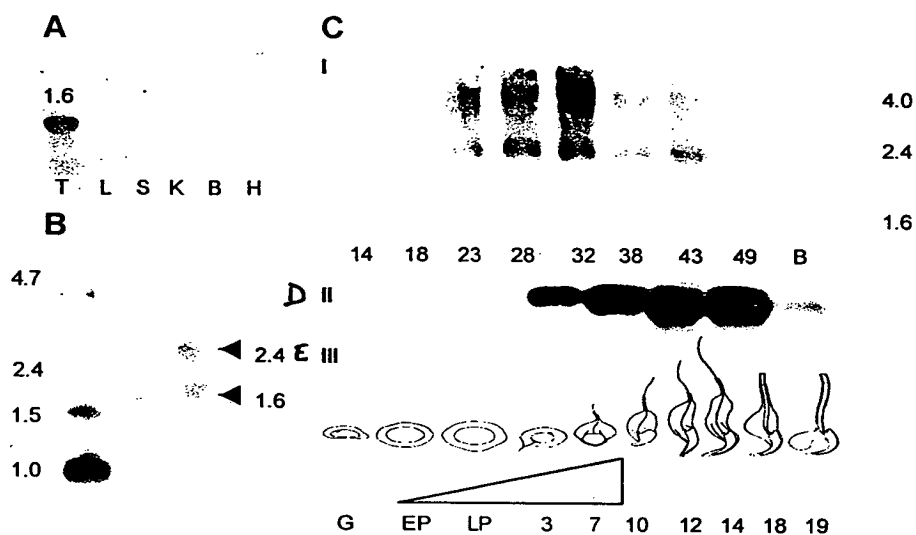 A
1.6
T L S K B H
B
4.7
2.4
1.5
1.0
2.4
1.6
C
I
4.0
2.4
1.6
14 18 23 28 32 38 43 49 B
D II
E III
G EP LP 3 7 10 12 14 18 19